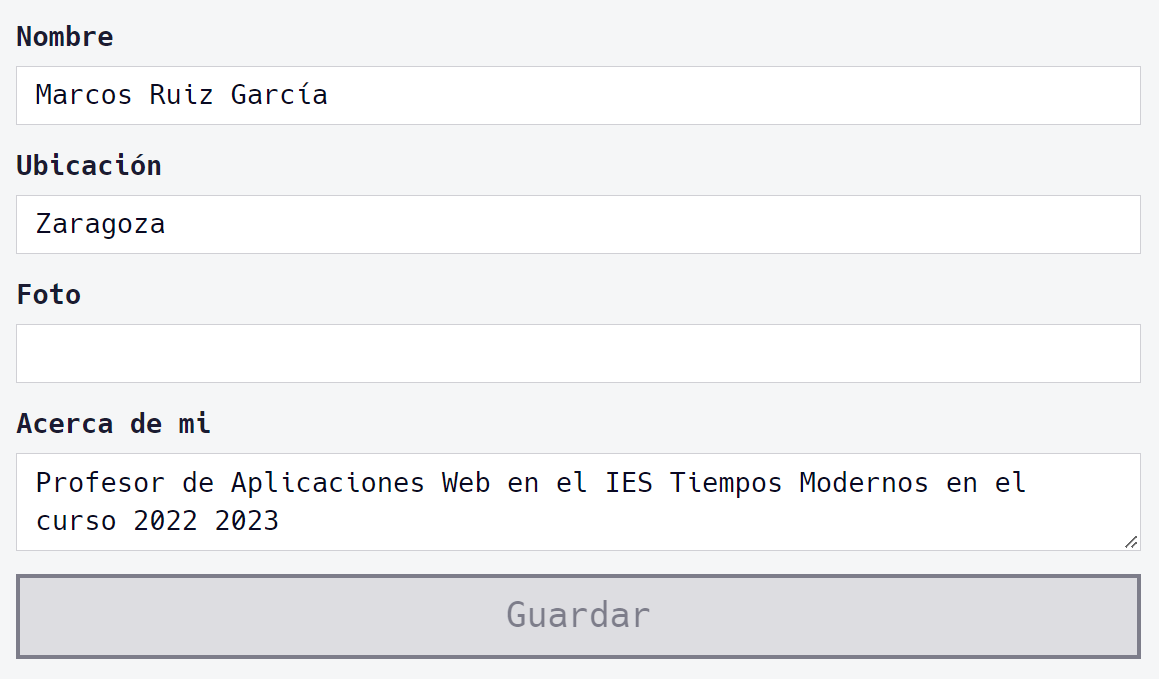 Nombre
Marcos Ruiz García
Ubicación
Zaragoza
Foto
Acerca de mi
Profesor de Aplicaciones Web en el IES Tiempos Modernos en el
curso 2022 2023
Guardar